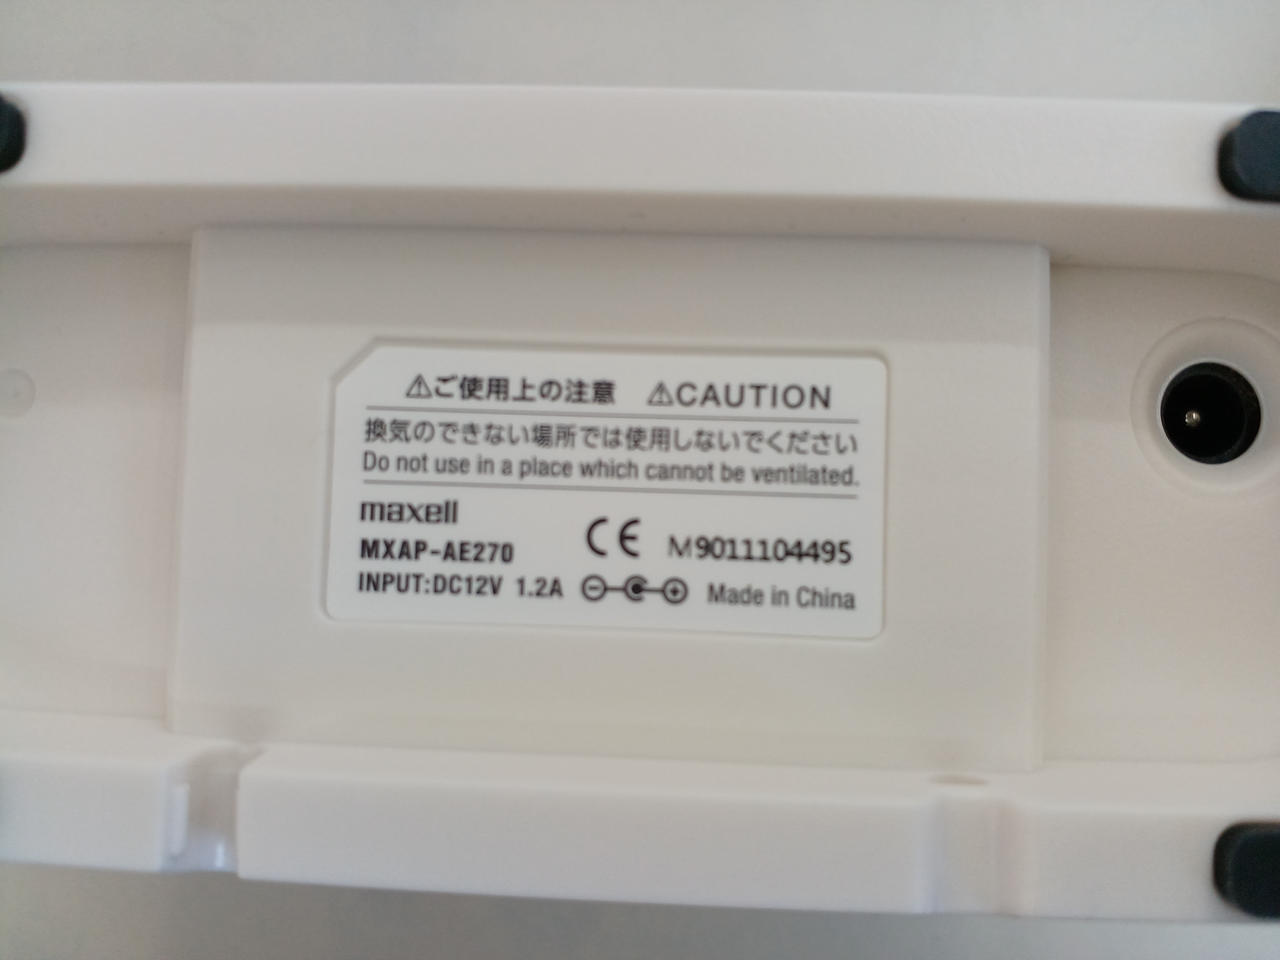 ⚠ご使用上の注意 ⚠CAUTION
換気のできない場所では使用しないでください
Do not use in a place which cannot be ventilated.
maxell
MXAP-AE270 CE M9011104495
INPUT:DC12V 1.2A Made in China